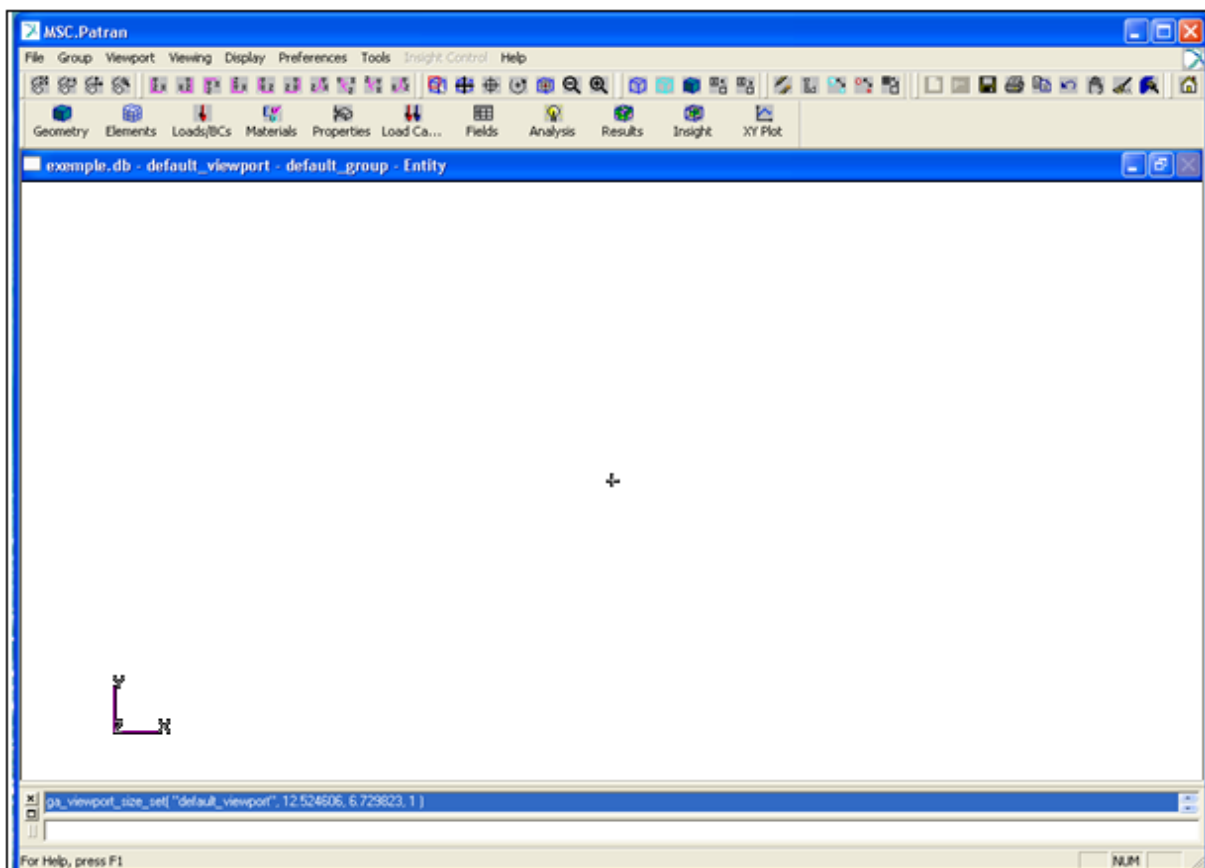 MSC.Patran
File Group Viewport Viewing Display Preferences Tools Insight Control Help
Geometry Elements Loads/BCs Materials Properties Load Ca... Fields Analysis Results Insight XY Plot
exemple.db - default_viewport - default_group - Entity
Y
Z X
ga_viewport_size_set( "default_viewport", 12.524606, 6.729823, 1 )
For Help, press F1 NUM